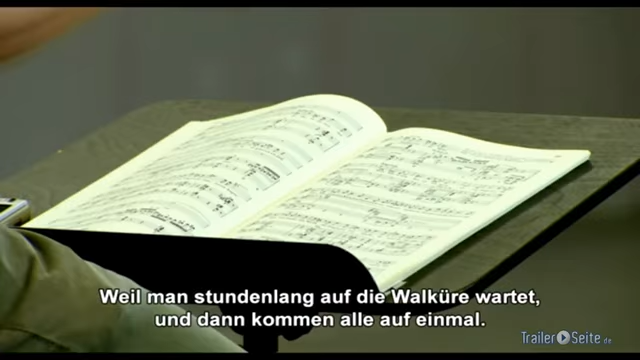 Weil man stundenlang auf die Walküre wartet,
und dann kommen alle auf einmal.
TrailerSeite.de